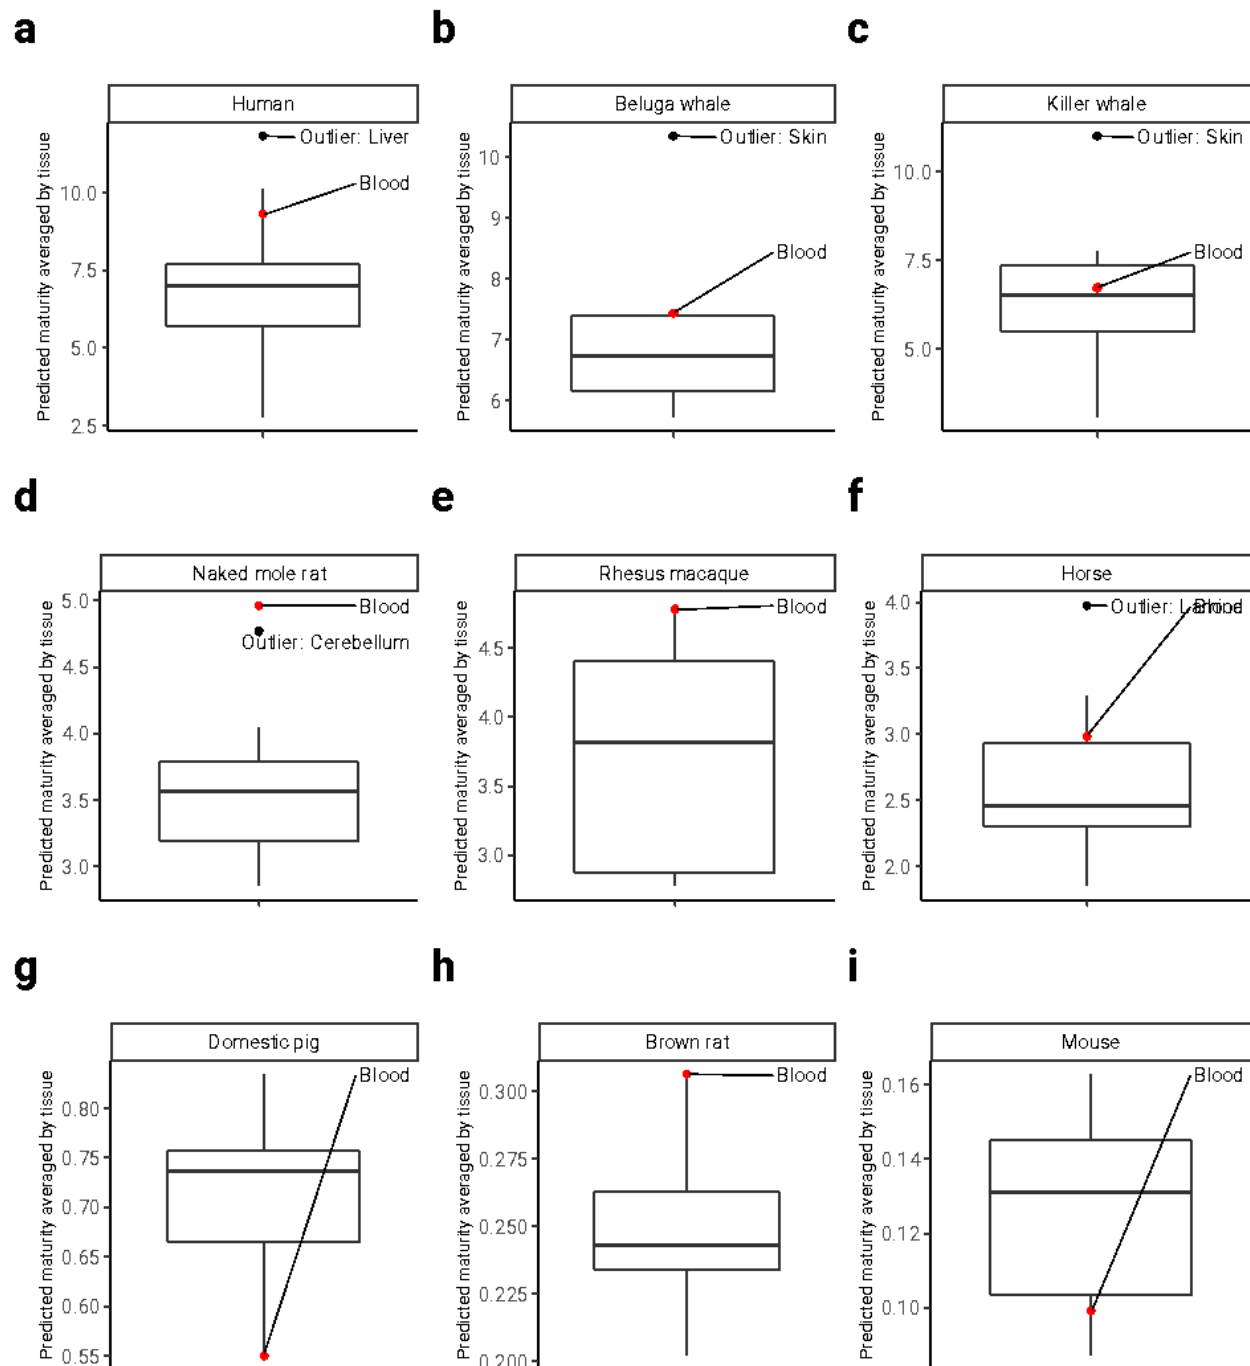 a
b
c
Human
Beluga whale
Killer whale
Predicted maturity averaged by tissue
10.0
7.5
5.0
2.5
Outlier: Liver
Blood
Predicted maturity averaged by tissue
10
9
8
7
6
Outlier: Skin
Blood
Predicted maturity averaged by tissue
10.0
7.5
5.0
Outlier: Skin
Blood
d
e
f
Naked mole rat
Rhesus macaque
Horse
Predicted maturity averaged by tissue
5.0
4.5
4.0
3.5
3.0
Blood
Outlier: Cerebellum
Predicted maturity averaged by tissue
4.5
4.0
3.5
3.0
Blood
Predicted maturity averaged by tissue
4.0
3.5
3.0
2.5
2.0
Outlier:
g
h
i
Domestic pig
Brown rat
Mouse
Predicted maturity averaged by tissue
0.80
0.75
0.70
0.65
0.60
0.55
Blood
Predicted maturity averaged by tissue
0.300
0.275
0.250
0.225
0.200
Blood
Predicted maturity averaged by tissue
0.16
0.14
0.12
0.10
Blood